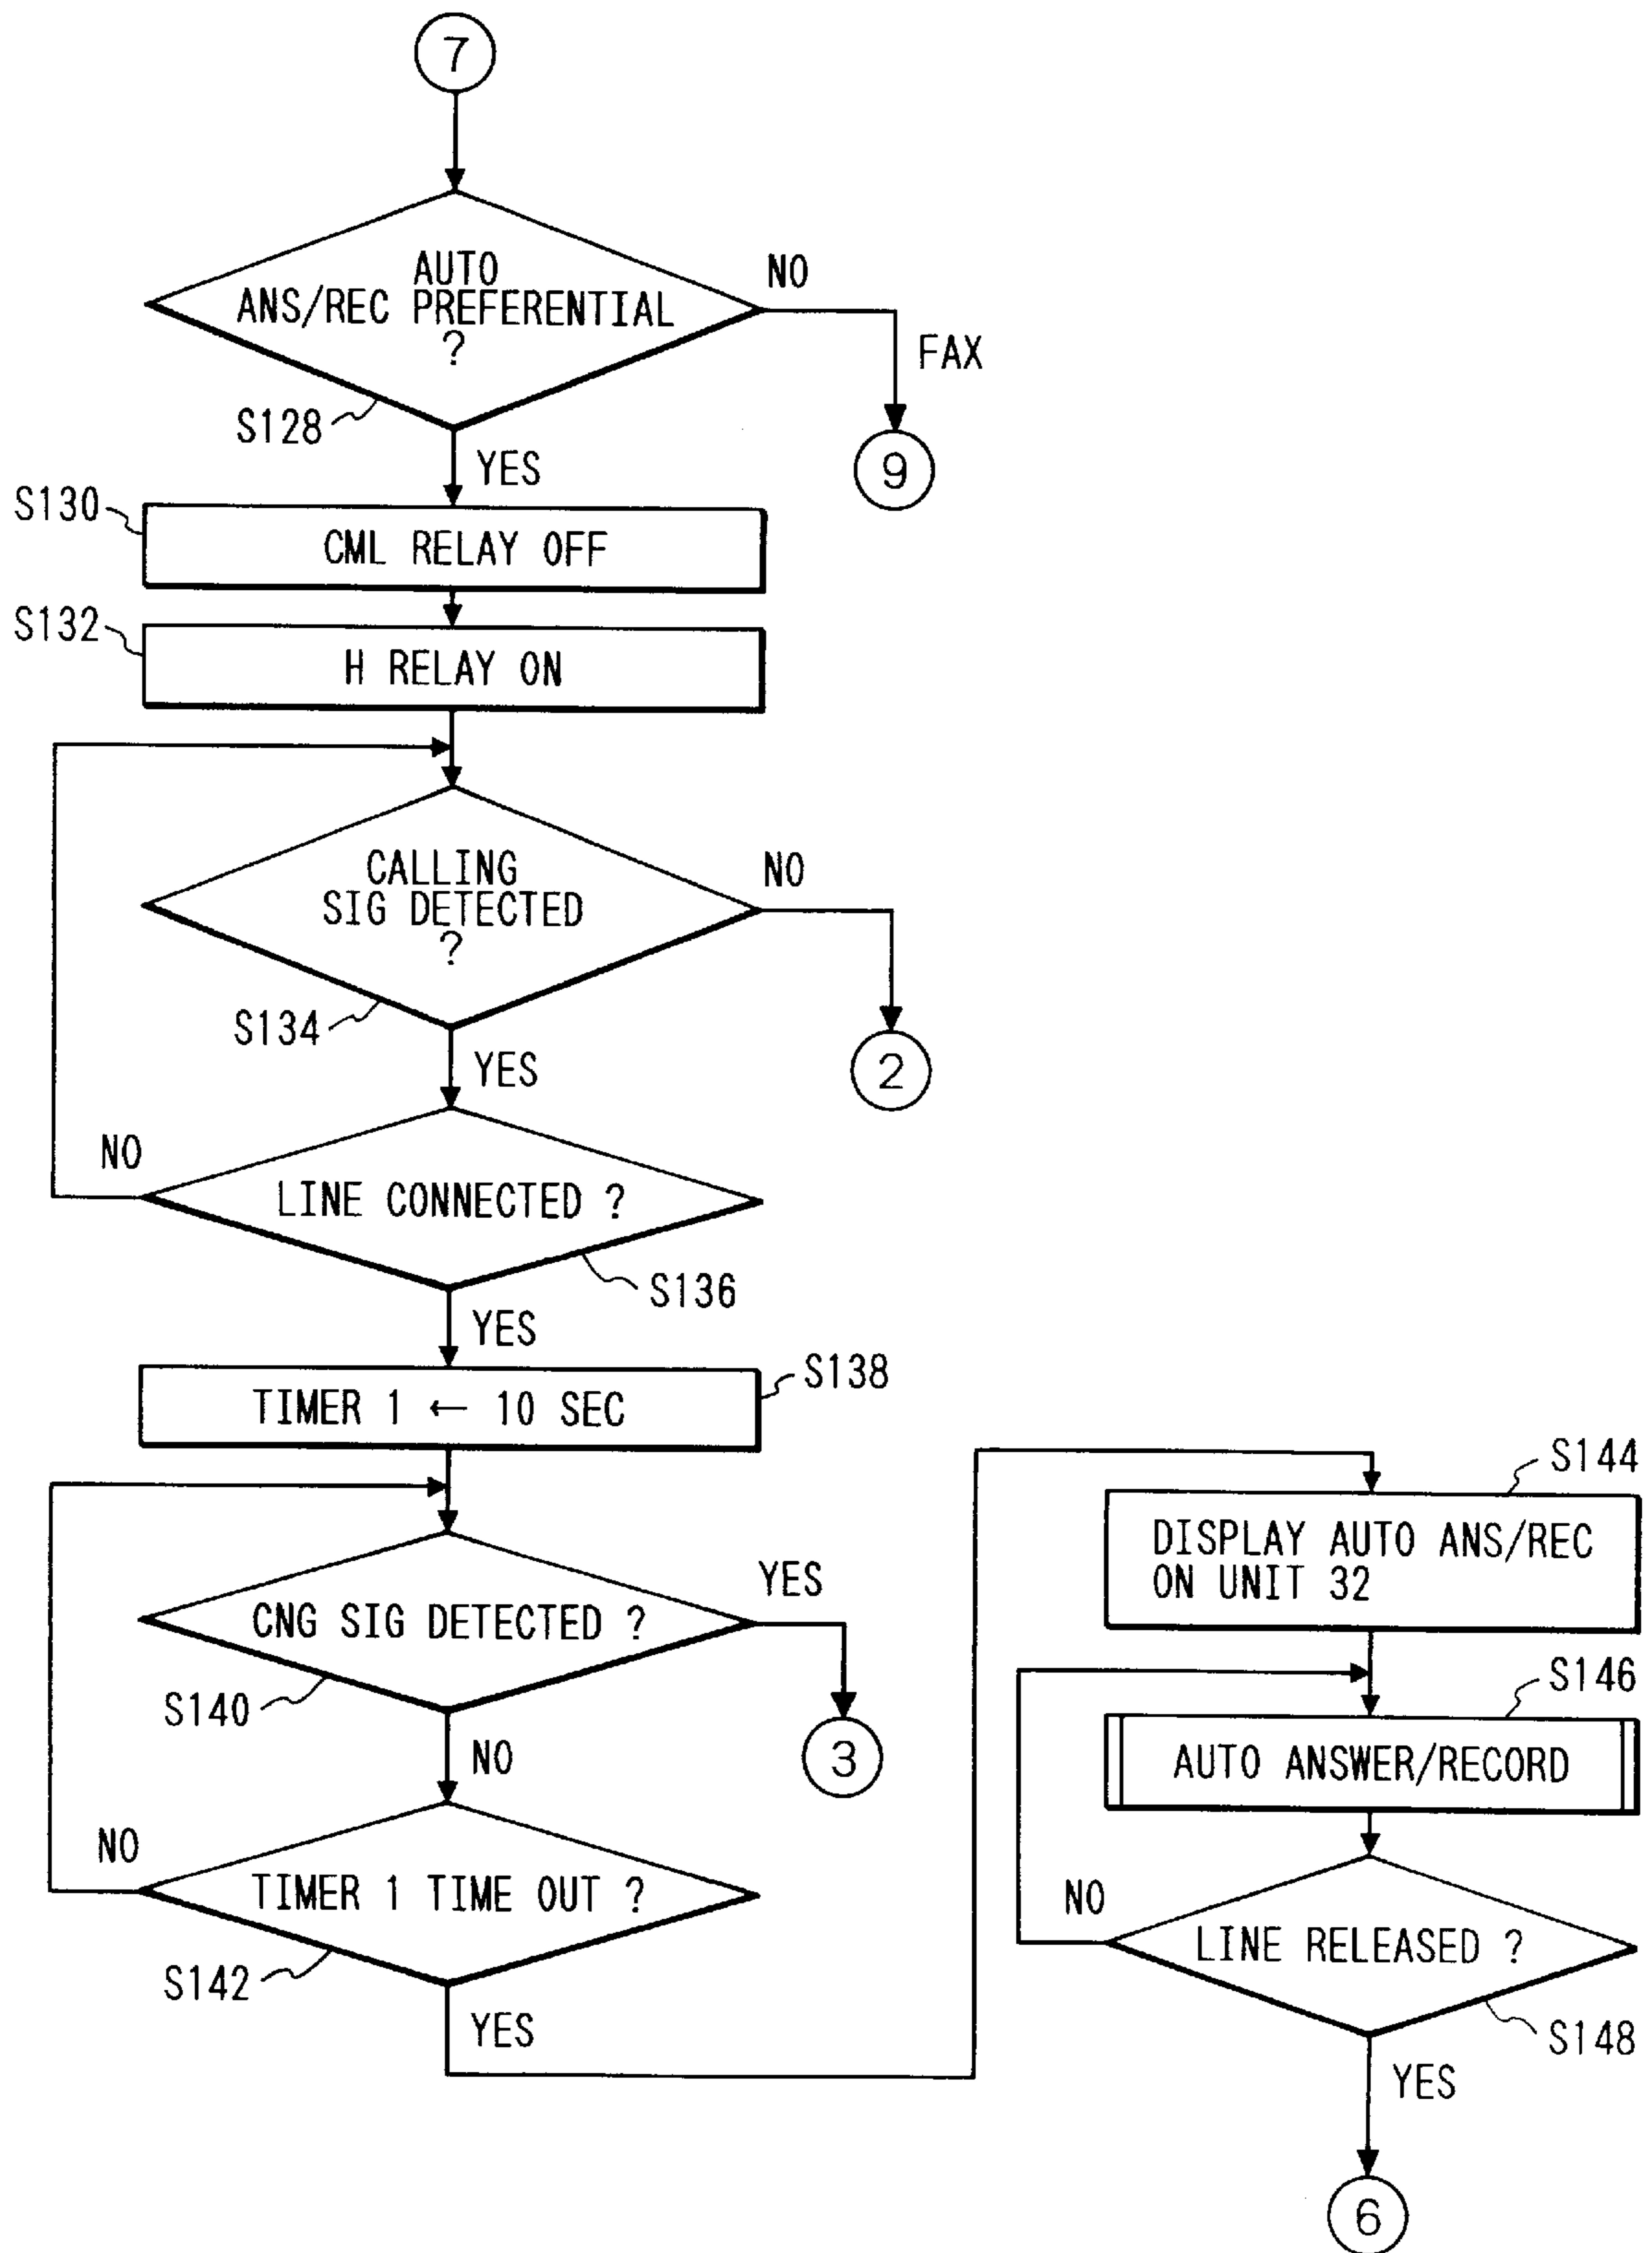 7
AUTO
ANS/REC PREFERENTIAL
?
NO
FAX
S128
9
YES
S130
CML RELAY OFF
S132
H RELAY ON
CALLING
SIG DETECTED
?
NO
S134
2
YES
NO
LINE CONNECTED ?
S136
YES
S138
TIMER 1 ← 10 SEC
CNG SIG DETECTED ?
YES
S140
3
NO
NO
TIMER 1 TIME OUT ?
S142
YES
S144
DISPLAY AUTO ANS/REC
ON UNIT 32
S146
AUTO ANSWER/RECORD
NO
LINE RELEASED ?
S148
YES
6